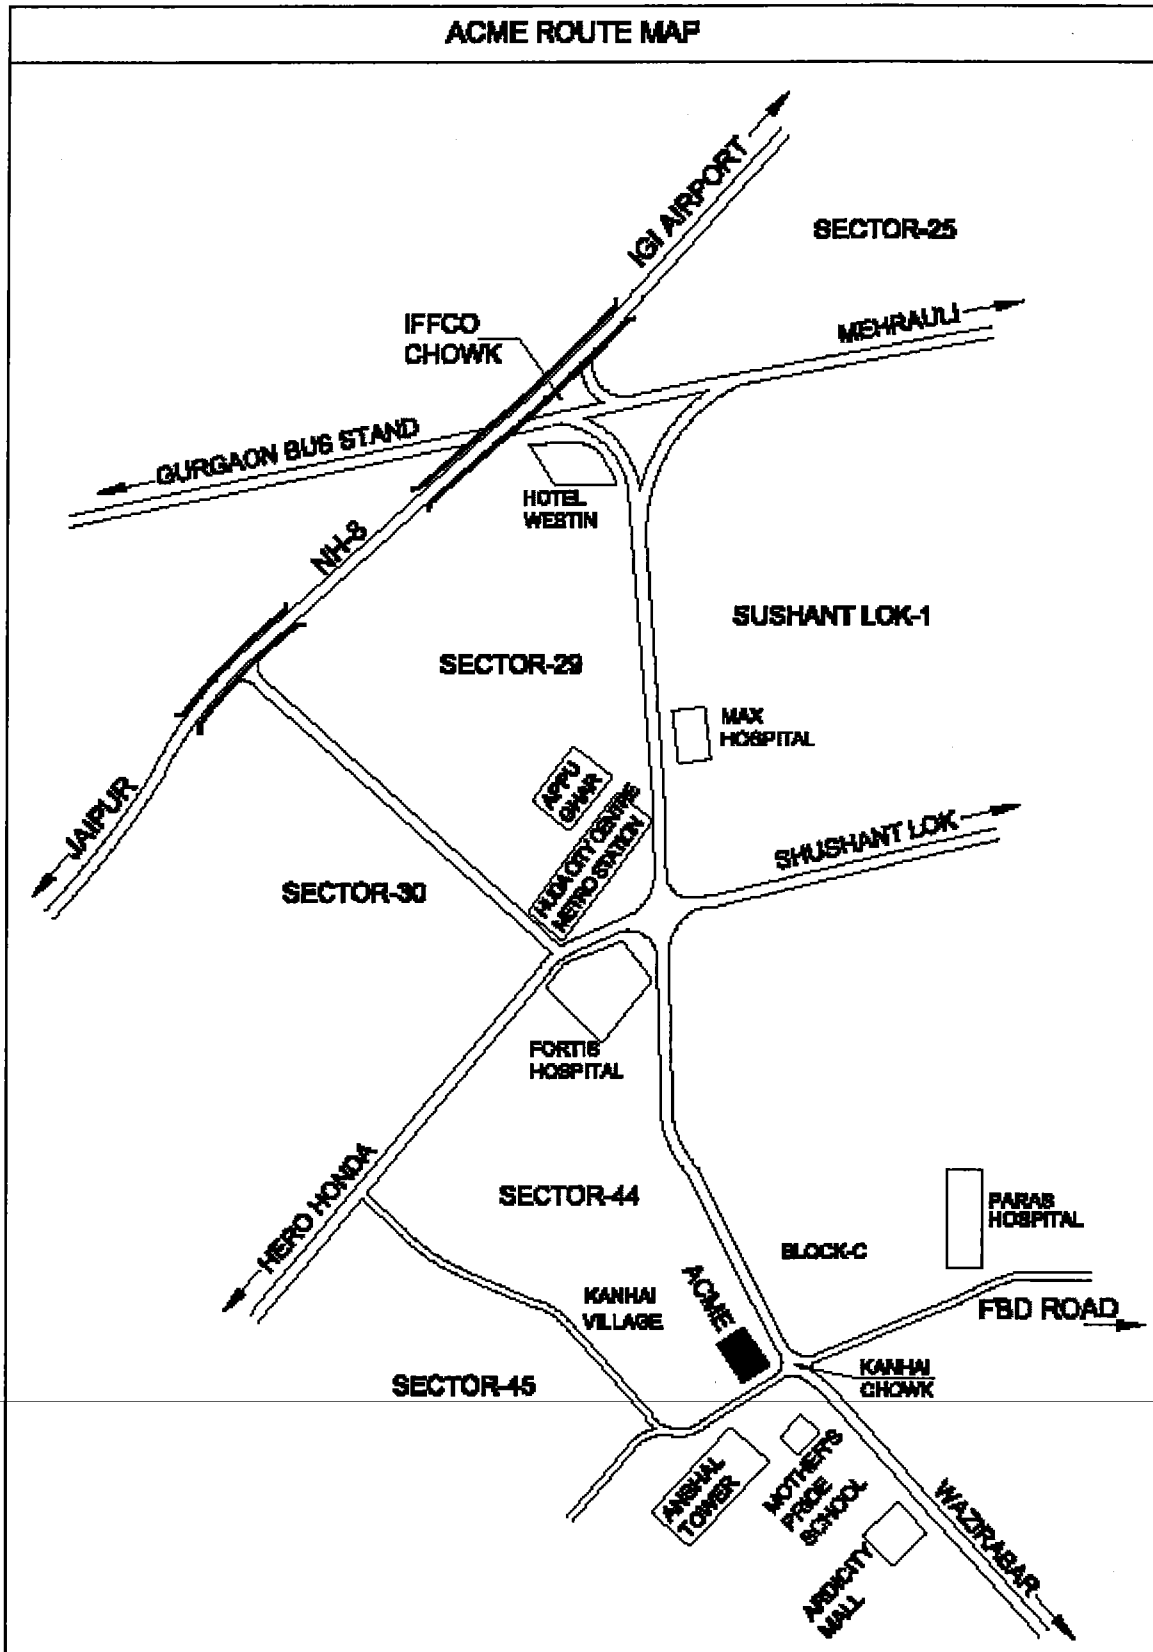 ACME ROUTE MAP
IGI AIRPORT
SECTOR-25
IFFCO
CHOWK
MEHRAULI
GURGAON BUS STAND
HOTEL
WESTIN
NH-8
SUSHANT LOK-1
SECTOR-29
MAX
HOSPITAL
APPU
GHAR
JAIPUR
HUDA CITY CENTRE
METRO STATION
SHUSHANT LOK
SECTOR-30
FORTIS
HOSPITAL
HERO HONDA
SECTOR-44
PARAS
HOSPITAL
BLOCK-C
ACME
KANHAI
VILLAGE
FBD ROAD
KANHAI
CHOWK
SECTOR-45
ANSHAL
TOWER
MOTHER'S
PRIDE
SCHOOL
WAZIRABAR
ARDICITY
MALL